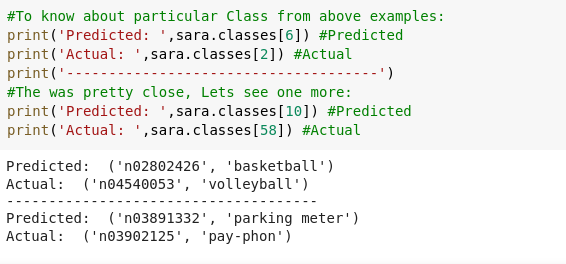 #To know about particular Class from above examples:
print('Predicted: ',sara.classes[6]) #Predicted
print('Actual: ',sara.classes[2]) #Actual
print('-------------------------------------')
#The was pretty close, Lets see one more:
print('Predicted: ',sara.classes[10]) #Predicted
print('Actual: ',sara.classes[58]) #Actual
Predicted:  ('n02802426', 'basketball')
Actual:  ('n04540053', 'volleyball')
-------------------------------------
Predicted:  ('n03891332', 'parking meter')
Actual:  ('n03902125', 'pay-phon')